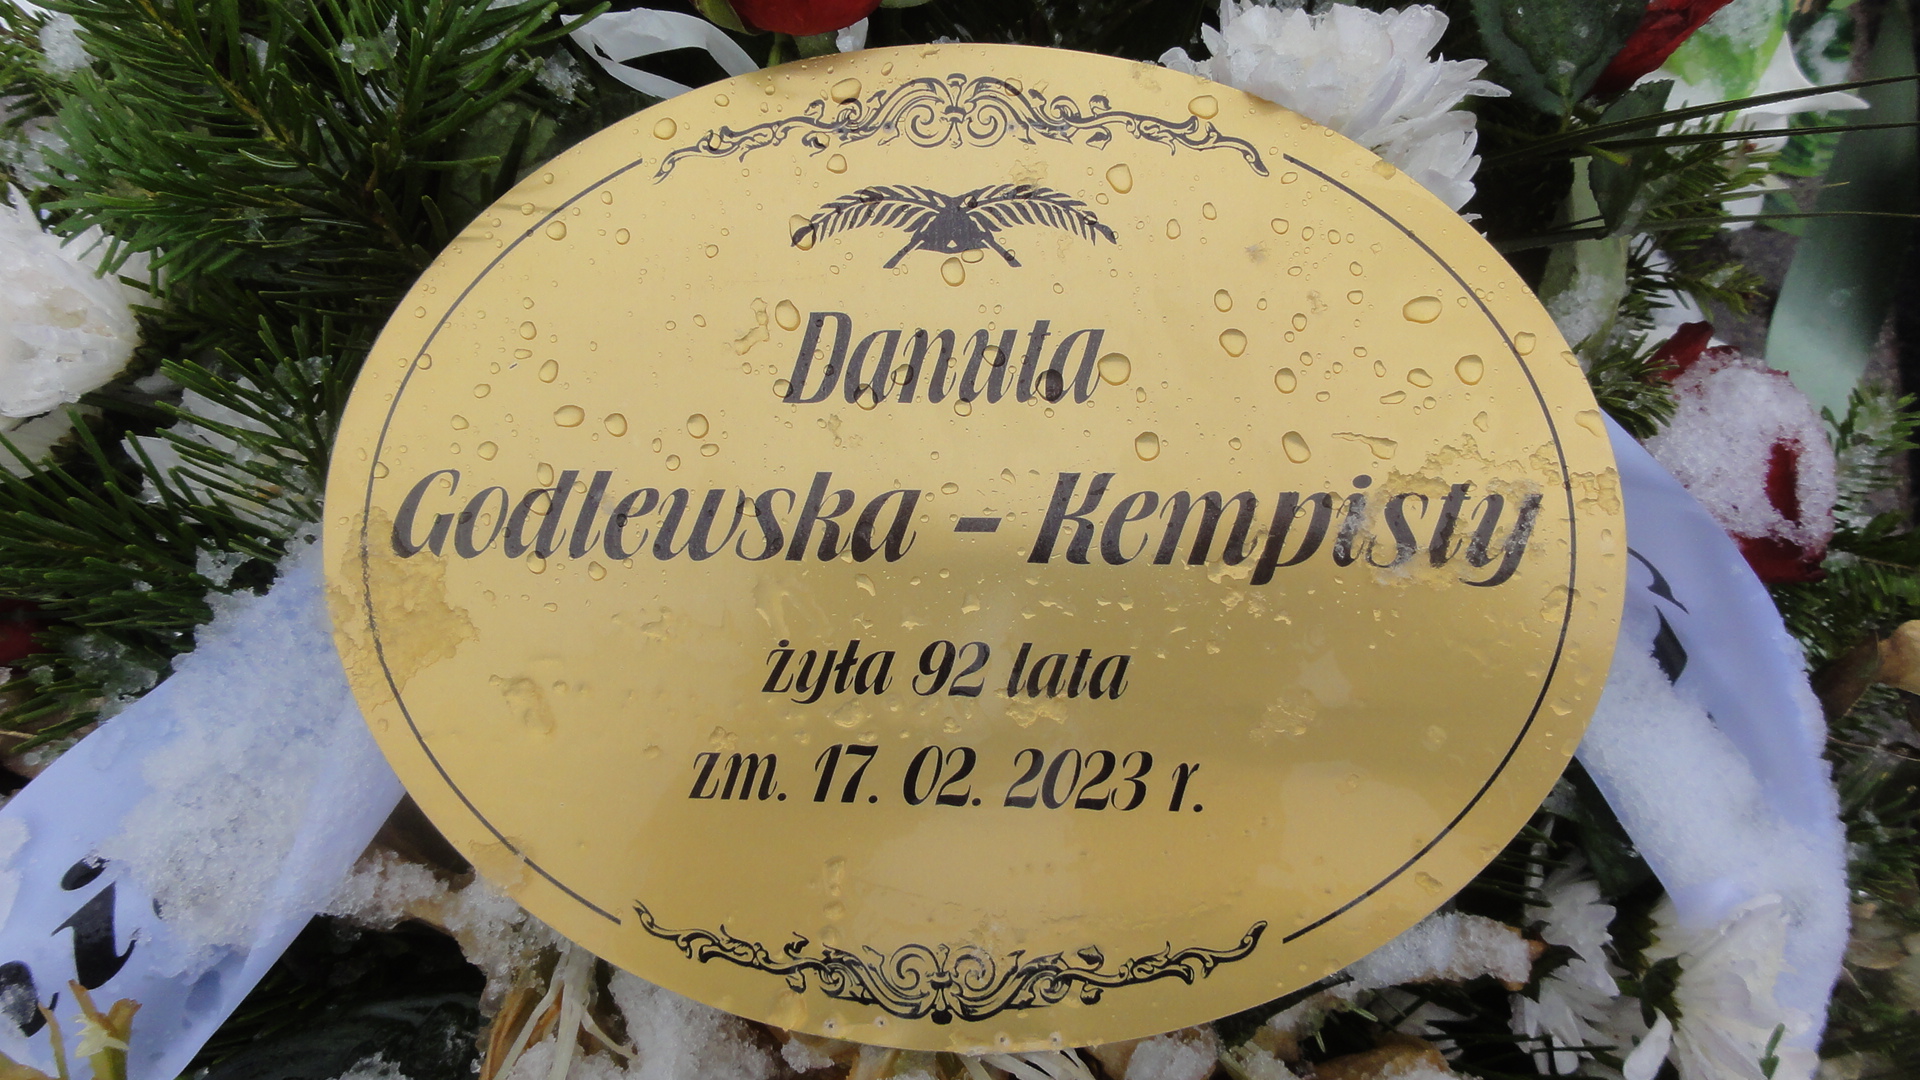 Danuta
Godlewska - Kempisty
żyła 92 lata
zm. 17. 02. 2023 r.